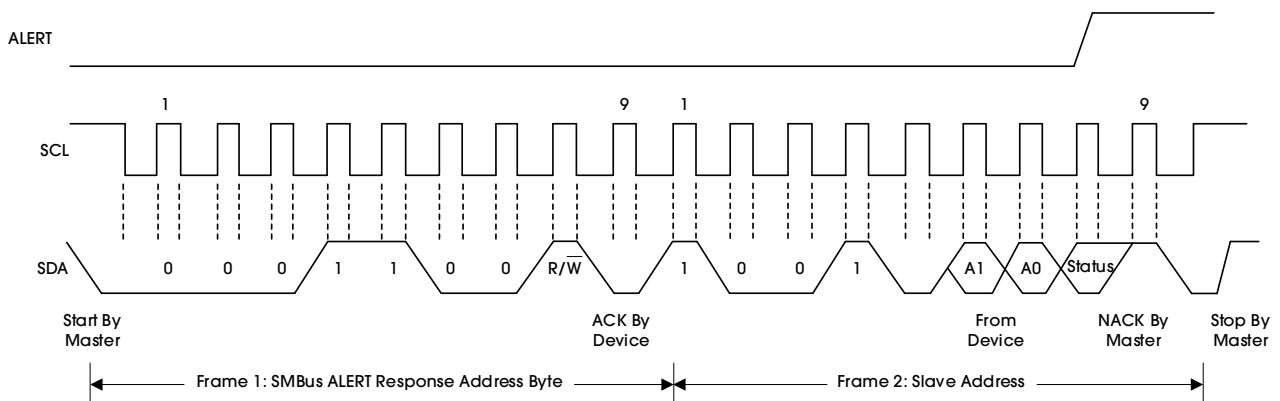 ALERT
1 9 1 9
SCL
SDA
0 0 0 1 1 0 0 R/W̅ 1 0 0 1 A1 A0 Status
Start By
Master
ACK By
Device
From
Device
NACK By
Master
Stop By
Master
Frame 1: SMBus ALERT Response Address Byte
Frame 2: Slave Address